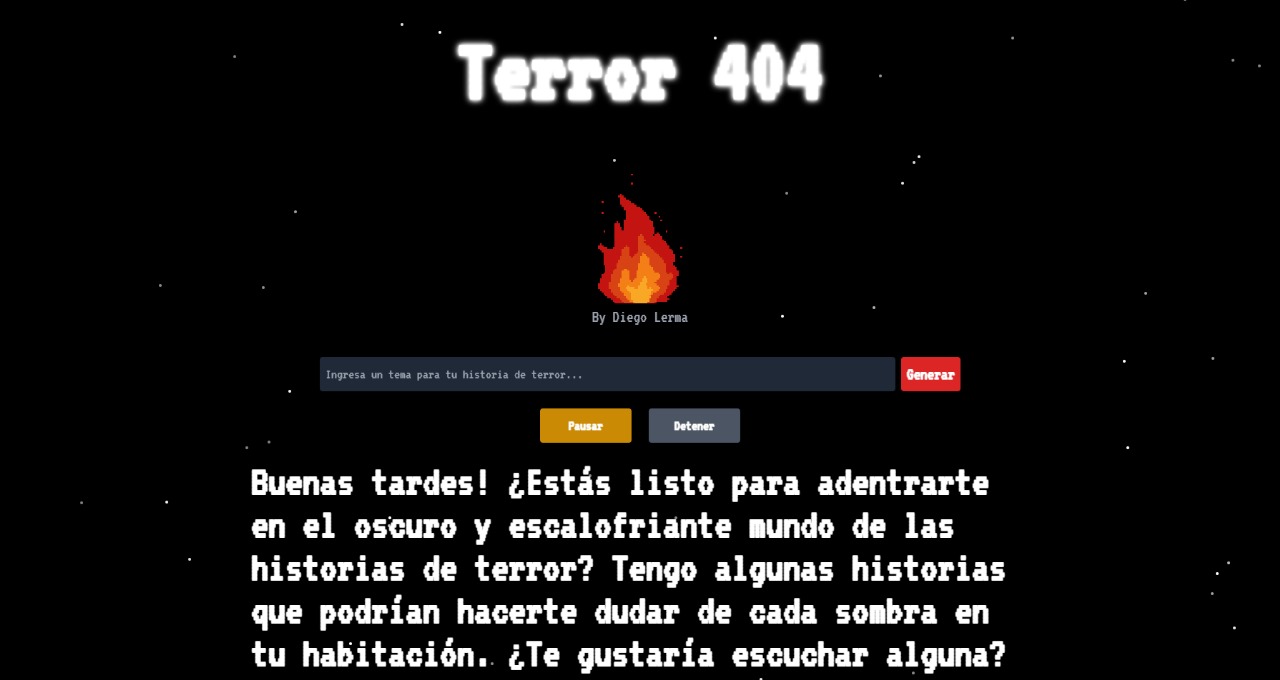 Terror 404
By Diego Lerma
Ingresa un tema para tu historia de terror...
Generar
Pausar
Detener
Buenas tardes! ¿Estás listo para adentrarte
en el oscuro y escalofriante mundo de las
historias de terror? Tengo algunas historias
que podrían hacerte dudar de cada sombra en
tu habitación. ¿Te gustaría escuchar alguna?